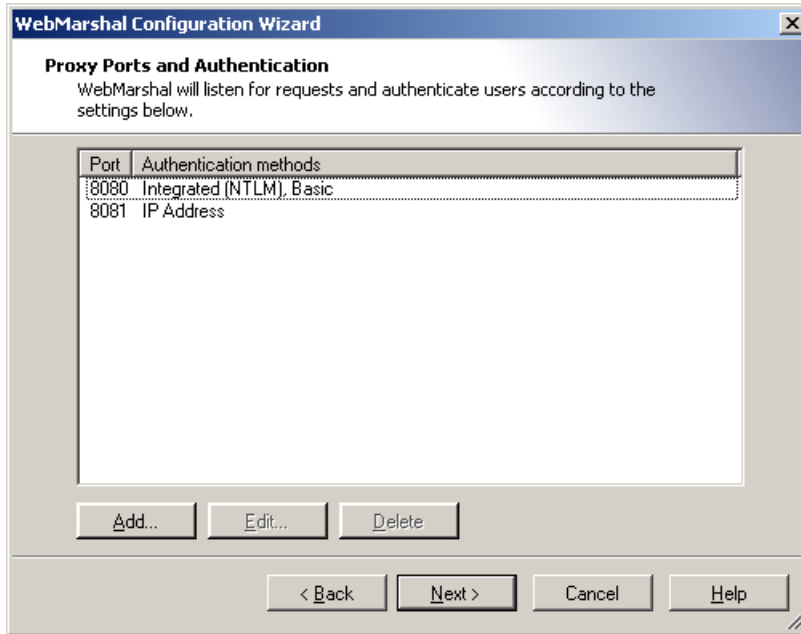 WebMarshal Configuration Wizard
Proxy Ports and Authentication
WebMarshal will listen for requests and authenticate users according to the
settings below.
Port Authentication methods
8080 Integrated (NTLM), Basic
8081 IP Address
Add... Edit... Delete
< Back Next > Cancel Help